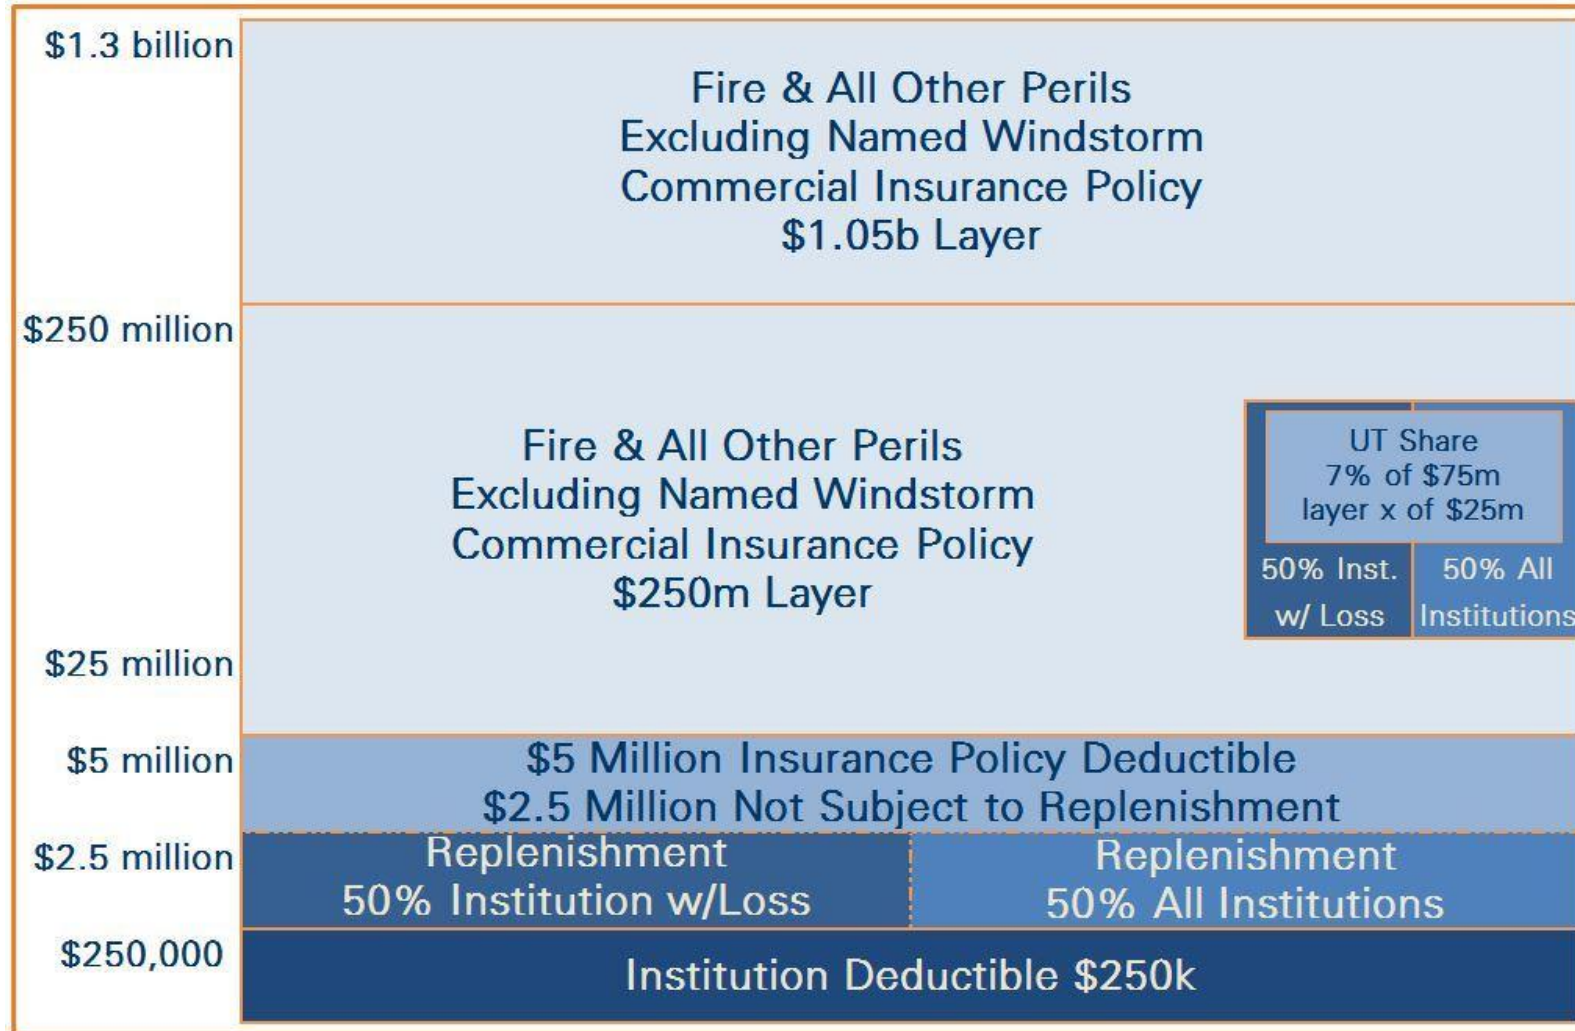 $1.3 billion
Fire & All Other Perils
Excluding Named Windstorm
Commercial Insurance Policy
$1.05b Layer
$250 million
Fire & All Other Perils
Excluding Named Windstorm
Commercial Insurance Policy
$250m Layer
UT Share
7% of $75m
layer x of $25m
50% Inst.
w/ Loss
50% All
Institutions
$25 million
$5 million
$5 Million Insurance Policy Deductible
$2.5 Million Not Subject to Replenishment
$2.5 million
Replenishment
50% Institution w/Loss
Replenishment
50% All Institutions
$250,000
Institution Deductible $250k